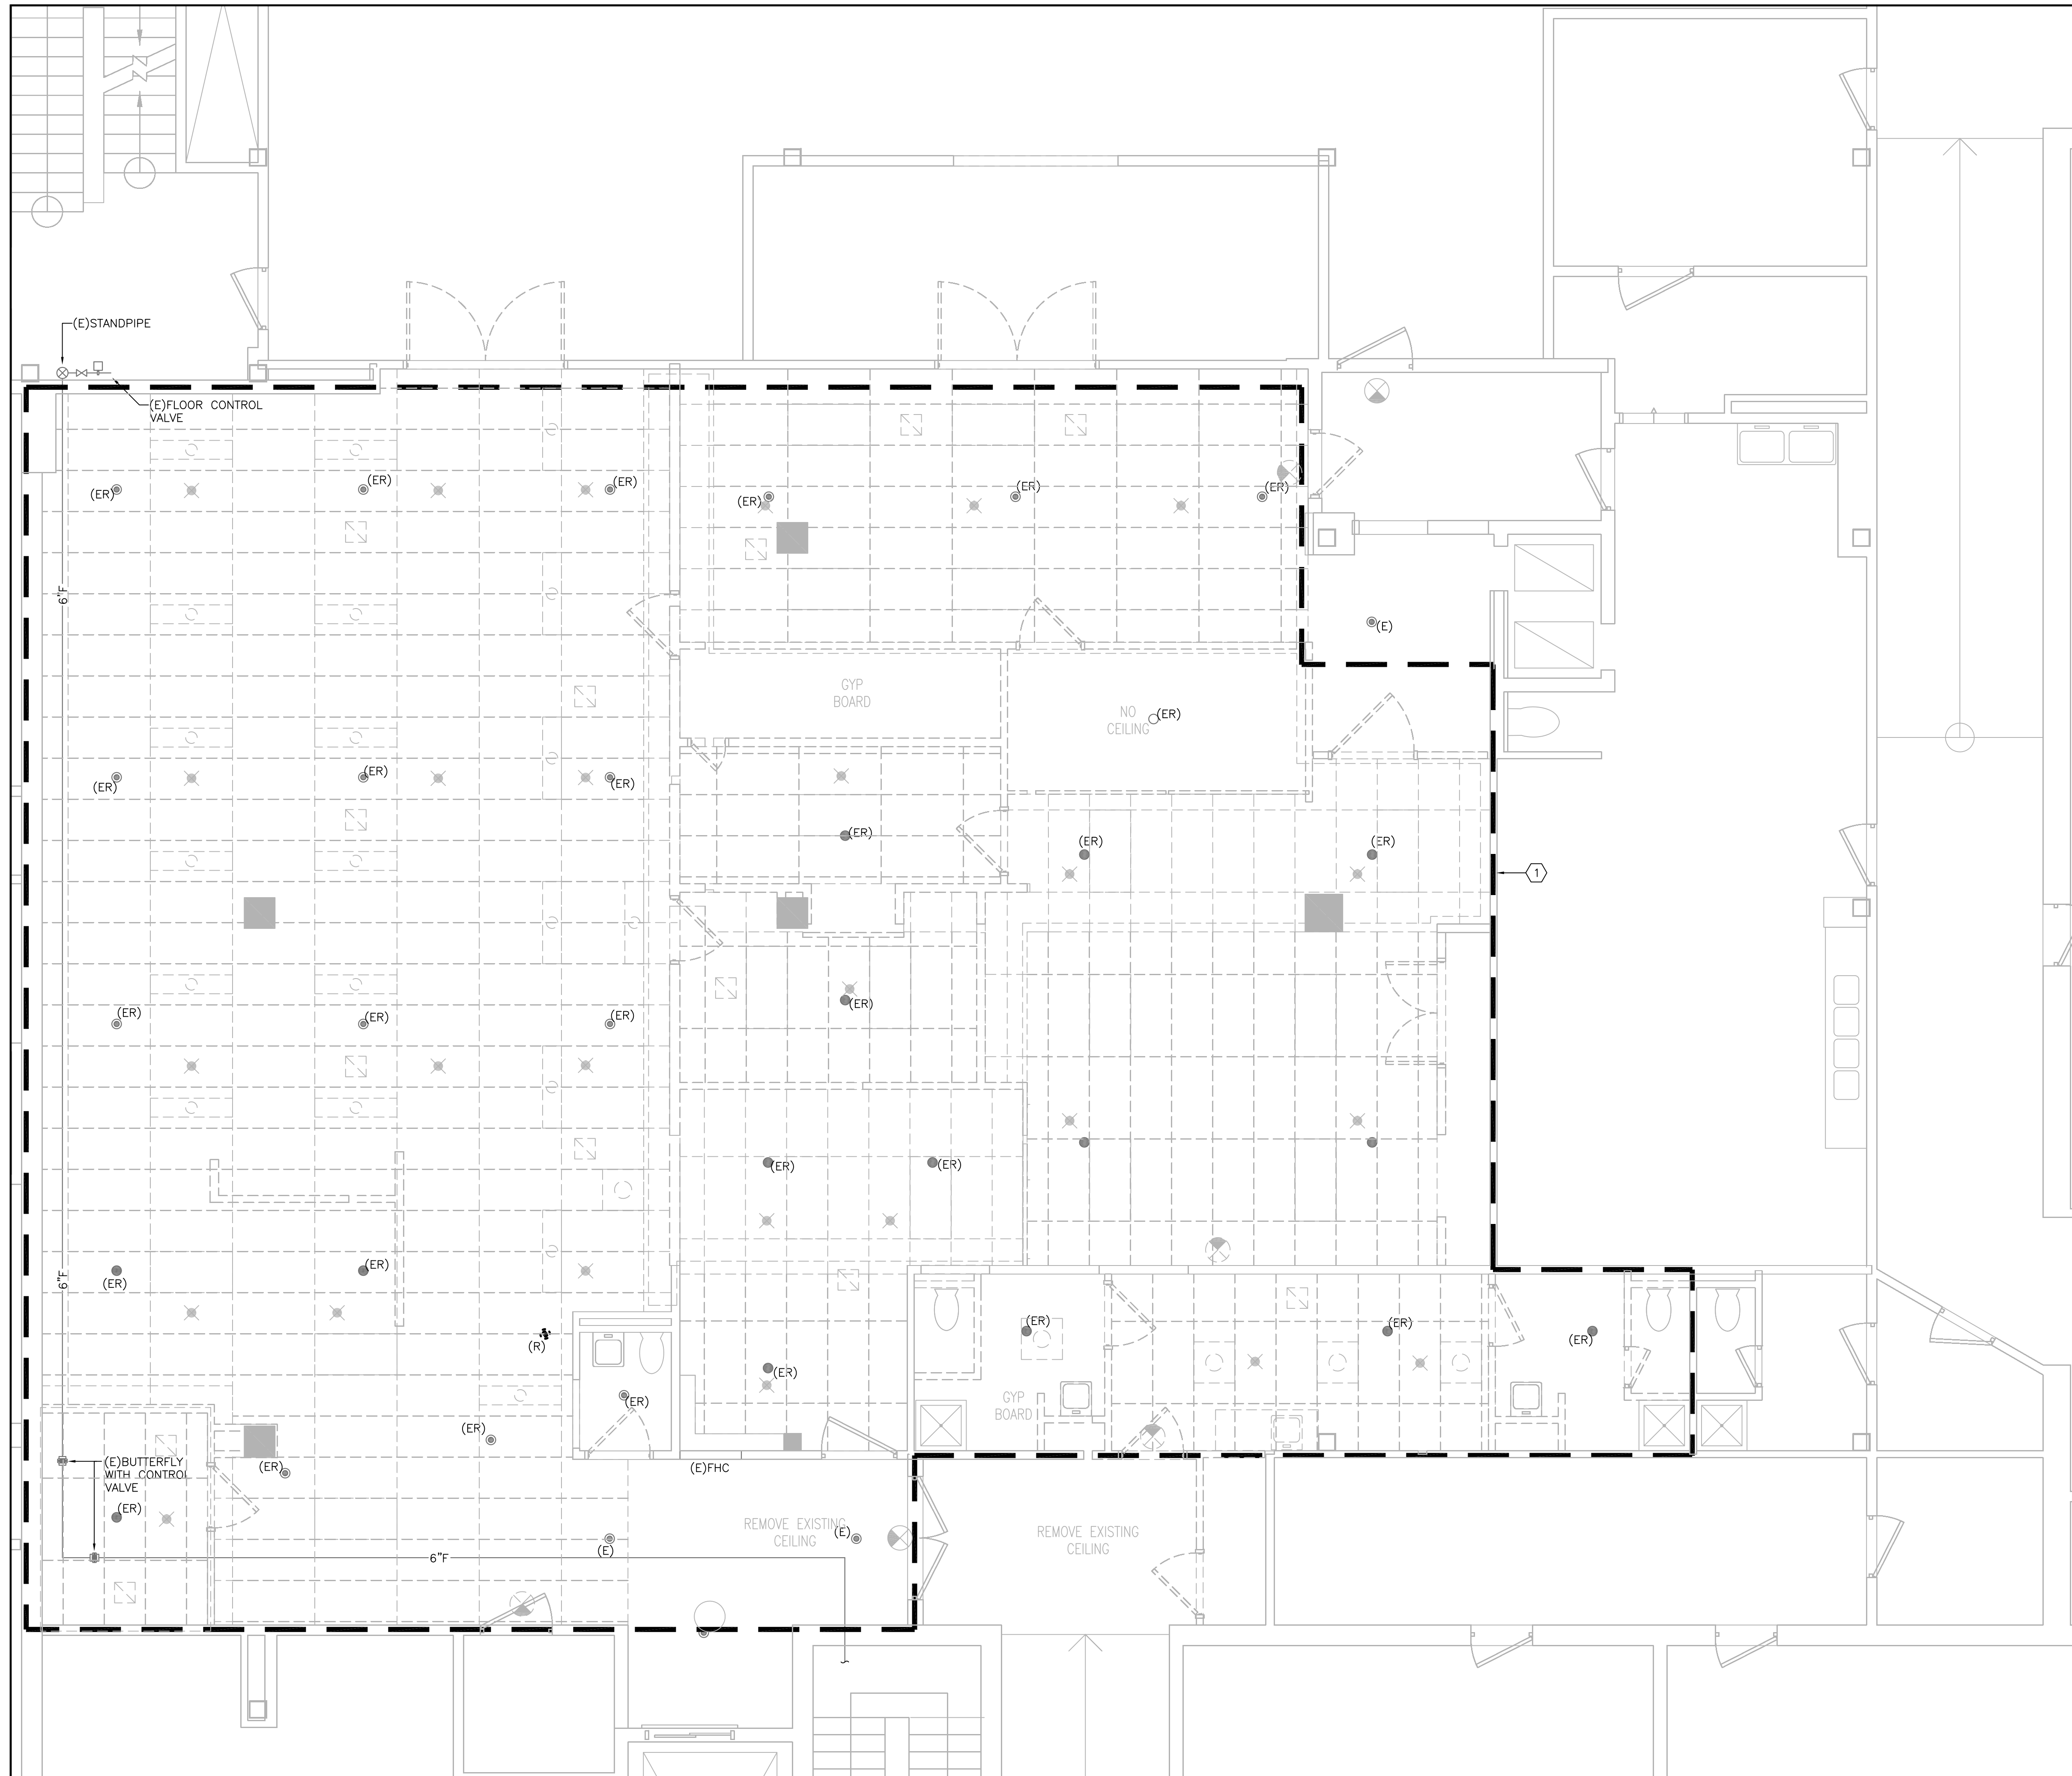 (E)STANDPIPE
(E)FLOOR CONTROL
VALVE
(ER)
(ER)
(ER)
(ER)
(ER)
(ER)
6"F
(E)
GYP
BOARD
NO
CEILING
(ER)
(ER)
(ER)
(ER)
(ER)
(ER)
(ER)
1
(ER)
(ER)
(ER)
(ER)
(ER)
(ER)
6"F
(ER)
(ER)
(ER)
(ER)
(ER)
(R)
(ER)
(ER)
GYP
BOARD
(ER)
(E)BUTTERFLY
WITH CONTROL
VALVE
(ER)
(E)FHC
(ER)
REMOVE EXISTING
CEILING
(E)
REMOVE EXISTING
CEILING
(E)
6"F